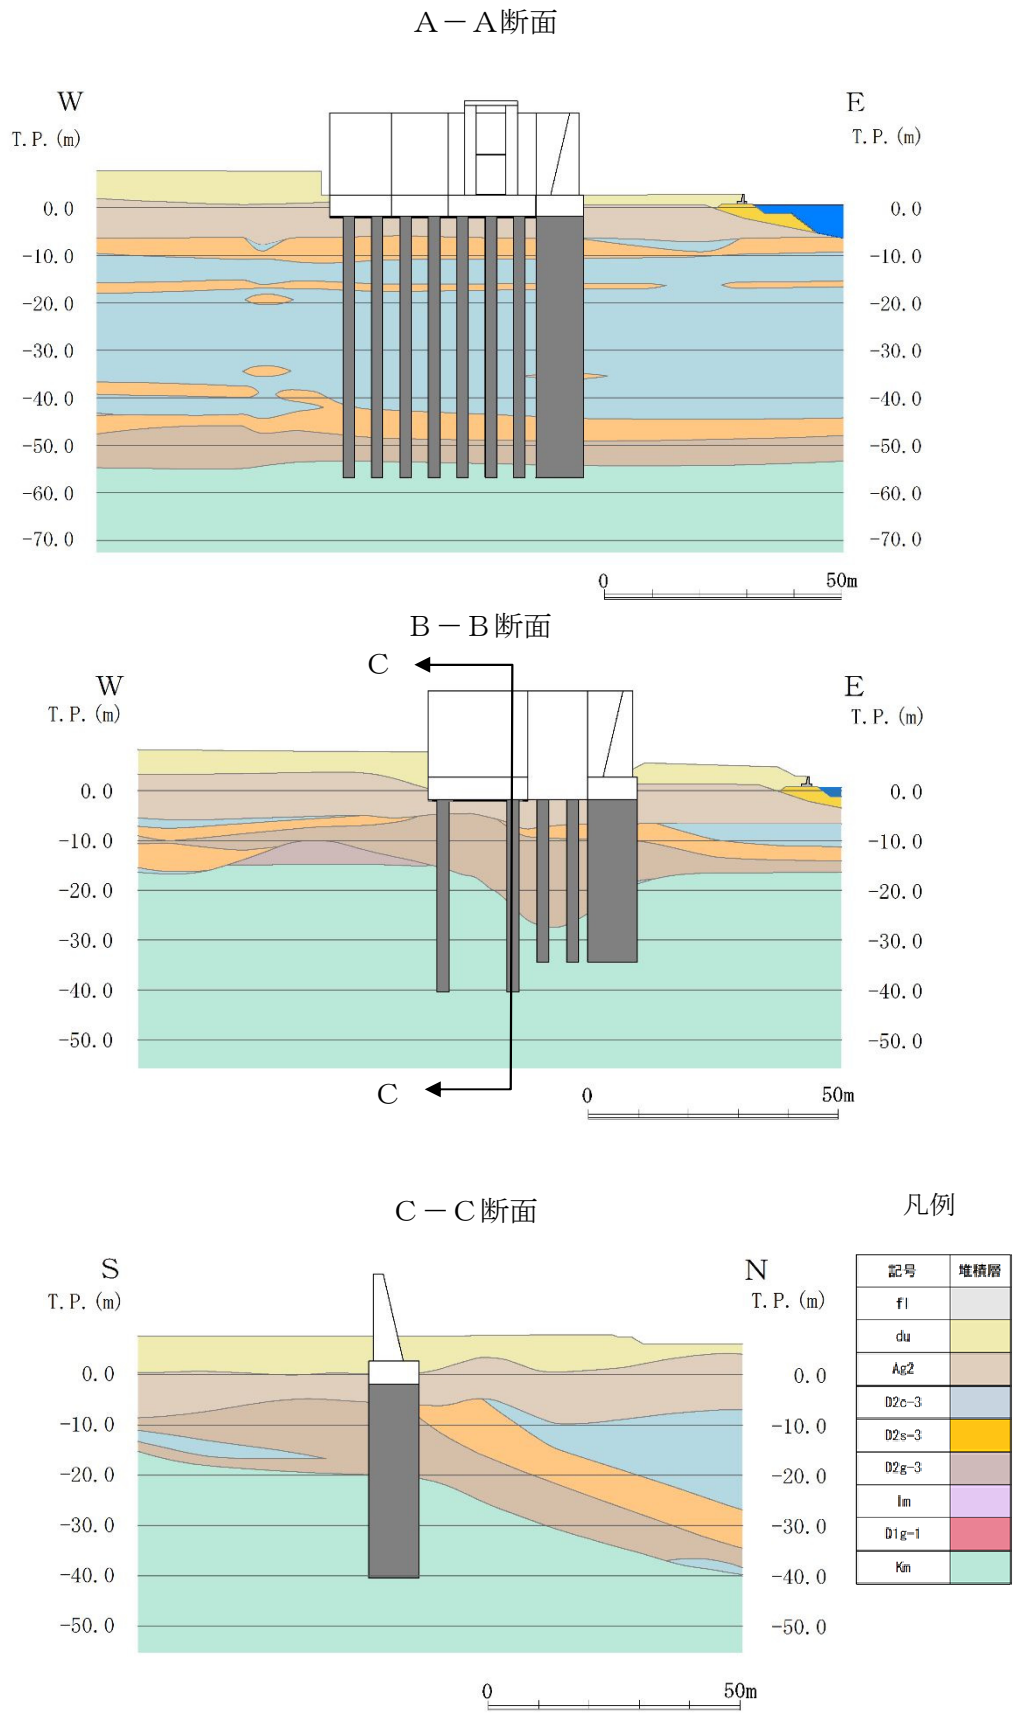 A－A断面
W E
T.P.(m) T.P.(m)
0.0 0.0
-10.0 -10.0
-20.0 -20.0
-30.0 -30.0
-40.0 -40.0
-50.0 -50.0
-60.0 -60.0
-70.0 -70.0
0 50m
B－B断面
C
W E
T.P.(m) T.P.(m)
0.0 0.0
-10.0 -10.0
-20.0 -20.0
-30.0 -30.0
-40.0 -40.0
-50.0 -50.0
C
0 50m
C－C断面
S N
T.P.(m) T.P.(m)
0.0 0.0
-10.0 -10.0
-20.0 -20.0
-30.0 -30.0
-40.0 -40.0
-50.0 -50.0
0 50m
凡例
記号 堆積層
fl
du
Ag2
D2c-3
D2s-3
D2g-3
lm
D1g-1
Km